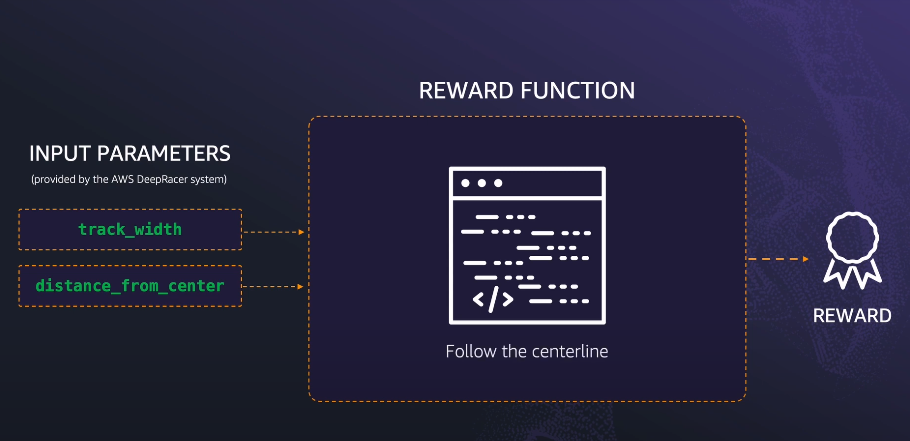 REWARD FUNCTION
INPUT PARAMETERS
(provided by the AWS DeepRacer system)
track_width
distance_from_center
</>
Follow the centerline
REWARD